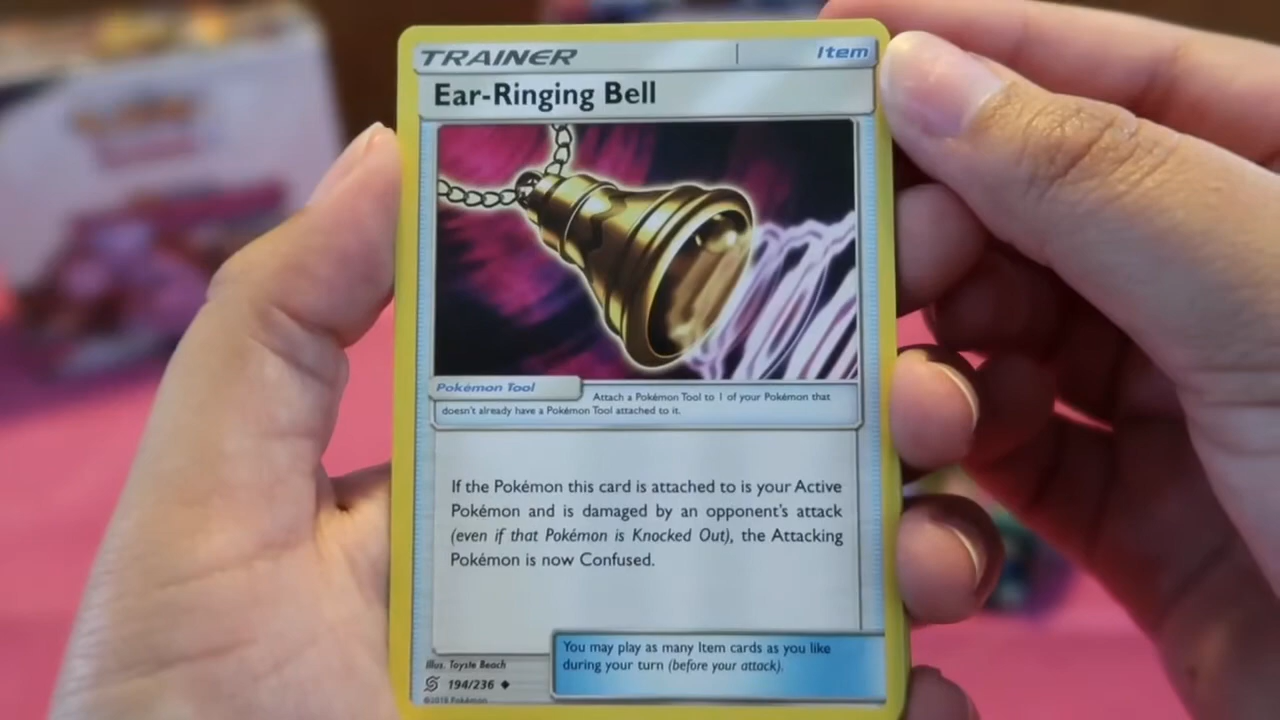 TRAINER
Item
Ear-Ringing Bell
Pokémon Tool
Attach a Pokémon Tool to 1 of your Pokémon that
doesn't already have a Pokémon Tool attached to it.
If the Pokémon this card is attached to is your Active
Pokémon and is damaged by an opponent's attack
(even if that Pokémon is Knocked Out), the Attacking
Pokémon is now Confused.
You may play as many Item cards as you like
during your turn (before your attack).
Illus. Toyste Beach
194/236 ◆
©2019 Pokémon